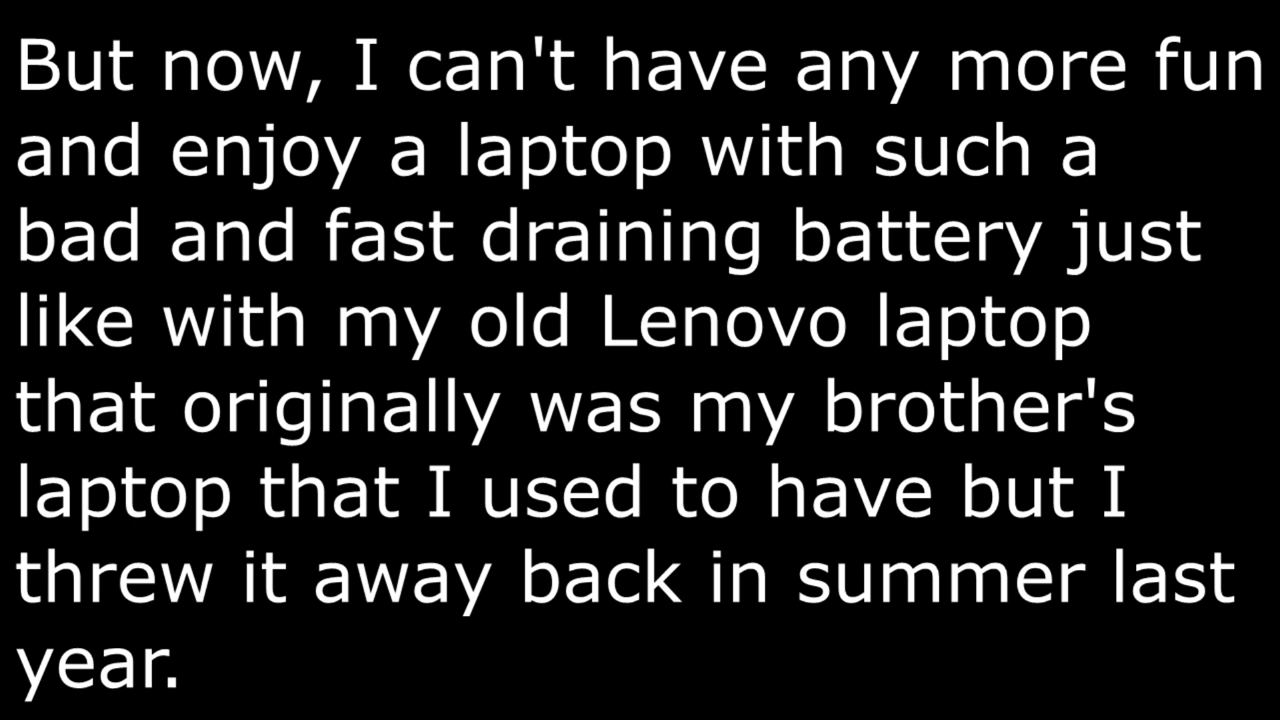 But now, I can't have any more fun
and enjoy a laptop with such a
bad and fast draining battery just
like with my old Lenovo laptop
that originally was my brother's
laptop that I used to have but I
threw it away back in summer last
year.